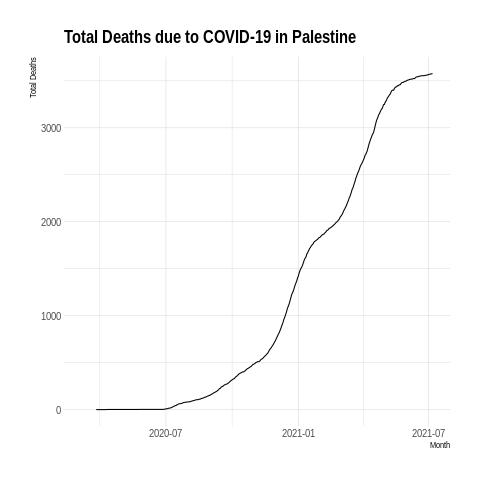 Total Deaths due to COVID-19 in Palestine
Total Deaths
3000
2000
1000
0
2020-07
2021-01
2021-07
Month